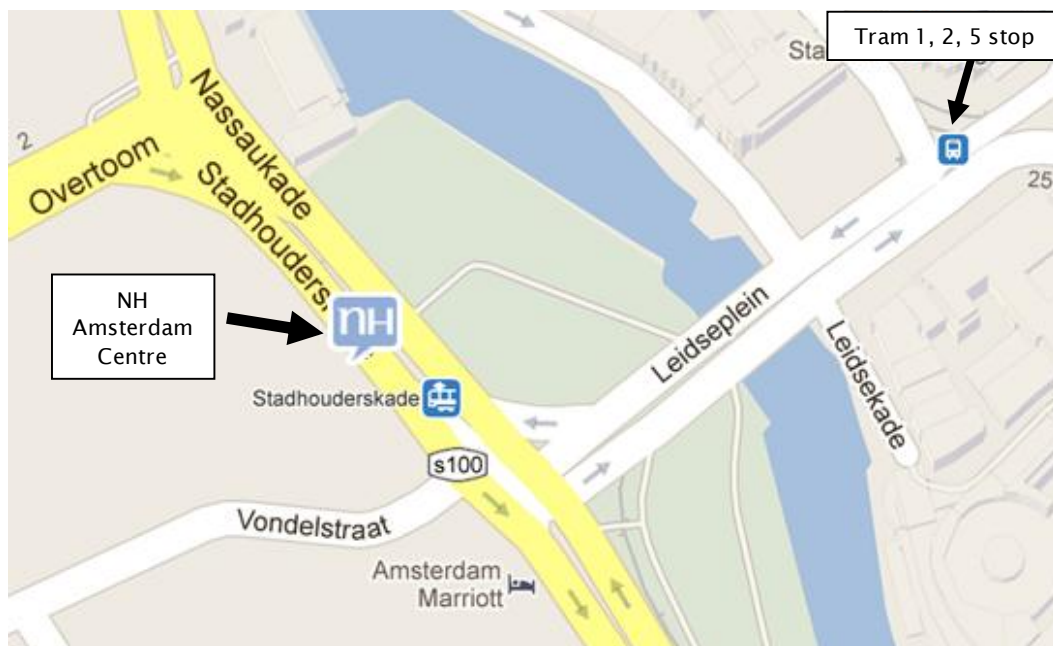 Tram 1, 2, 5 stop
Sta
Nassaukade
2
Overtoom
Stadhouders
25
NH
Amsterdam
Centre
nH
Leidseplein
Leidsekade
Stadhouderskade
s100
Vondelstraat
Amsterdam
Marriott